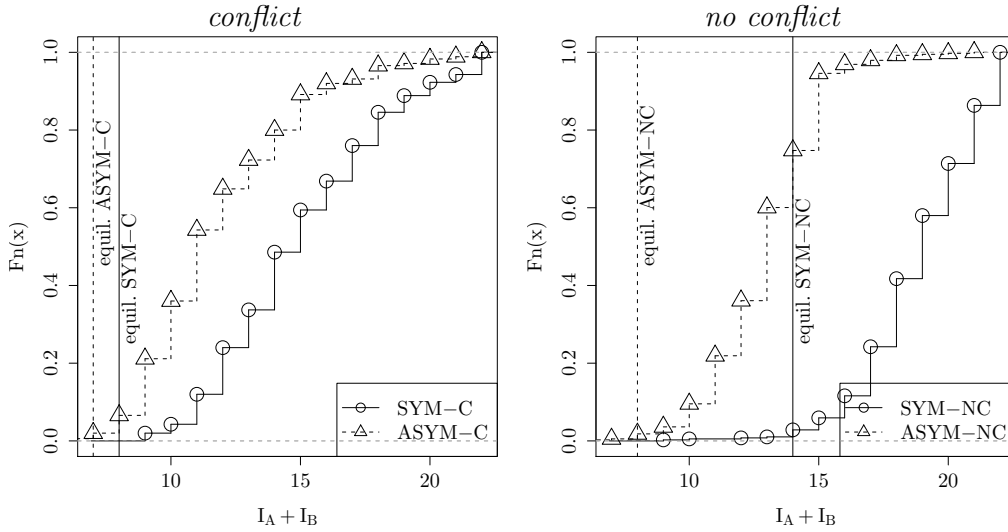 conflict
Fn(x)
0.0
0.2
0.4
0.6
0.8
1.0
equil. ASYM−C
equil. SYM−C
SYM−C
ASYM−C
10
15
20
I_A + I_B
no conflict
Fn(x)
0.0
0.2
0.4
0.6
0.8
1.0
equil. ASYM−NC
equil. SYM−NC
SYM−NC
ASYM−NC
10
15
20
I_A + I_B